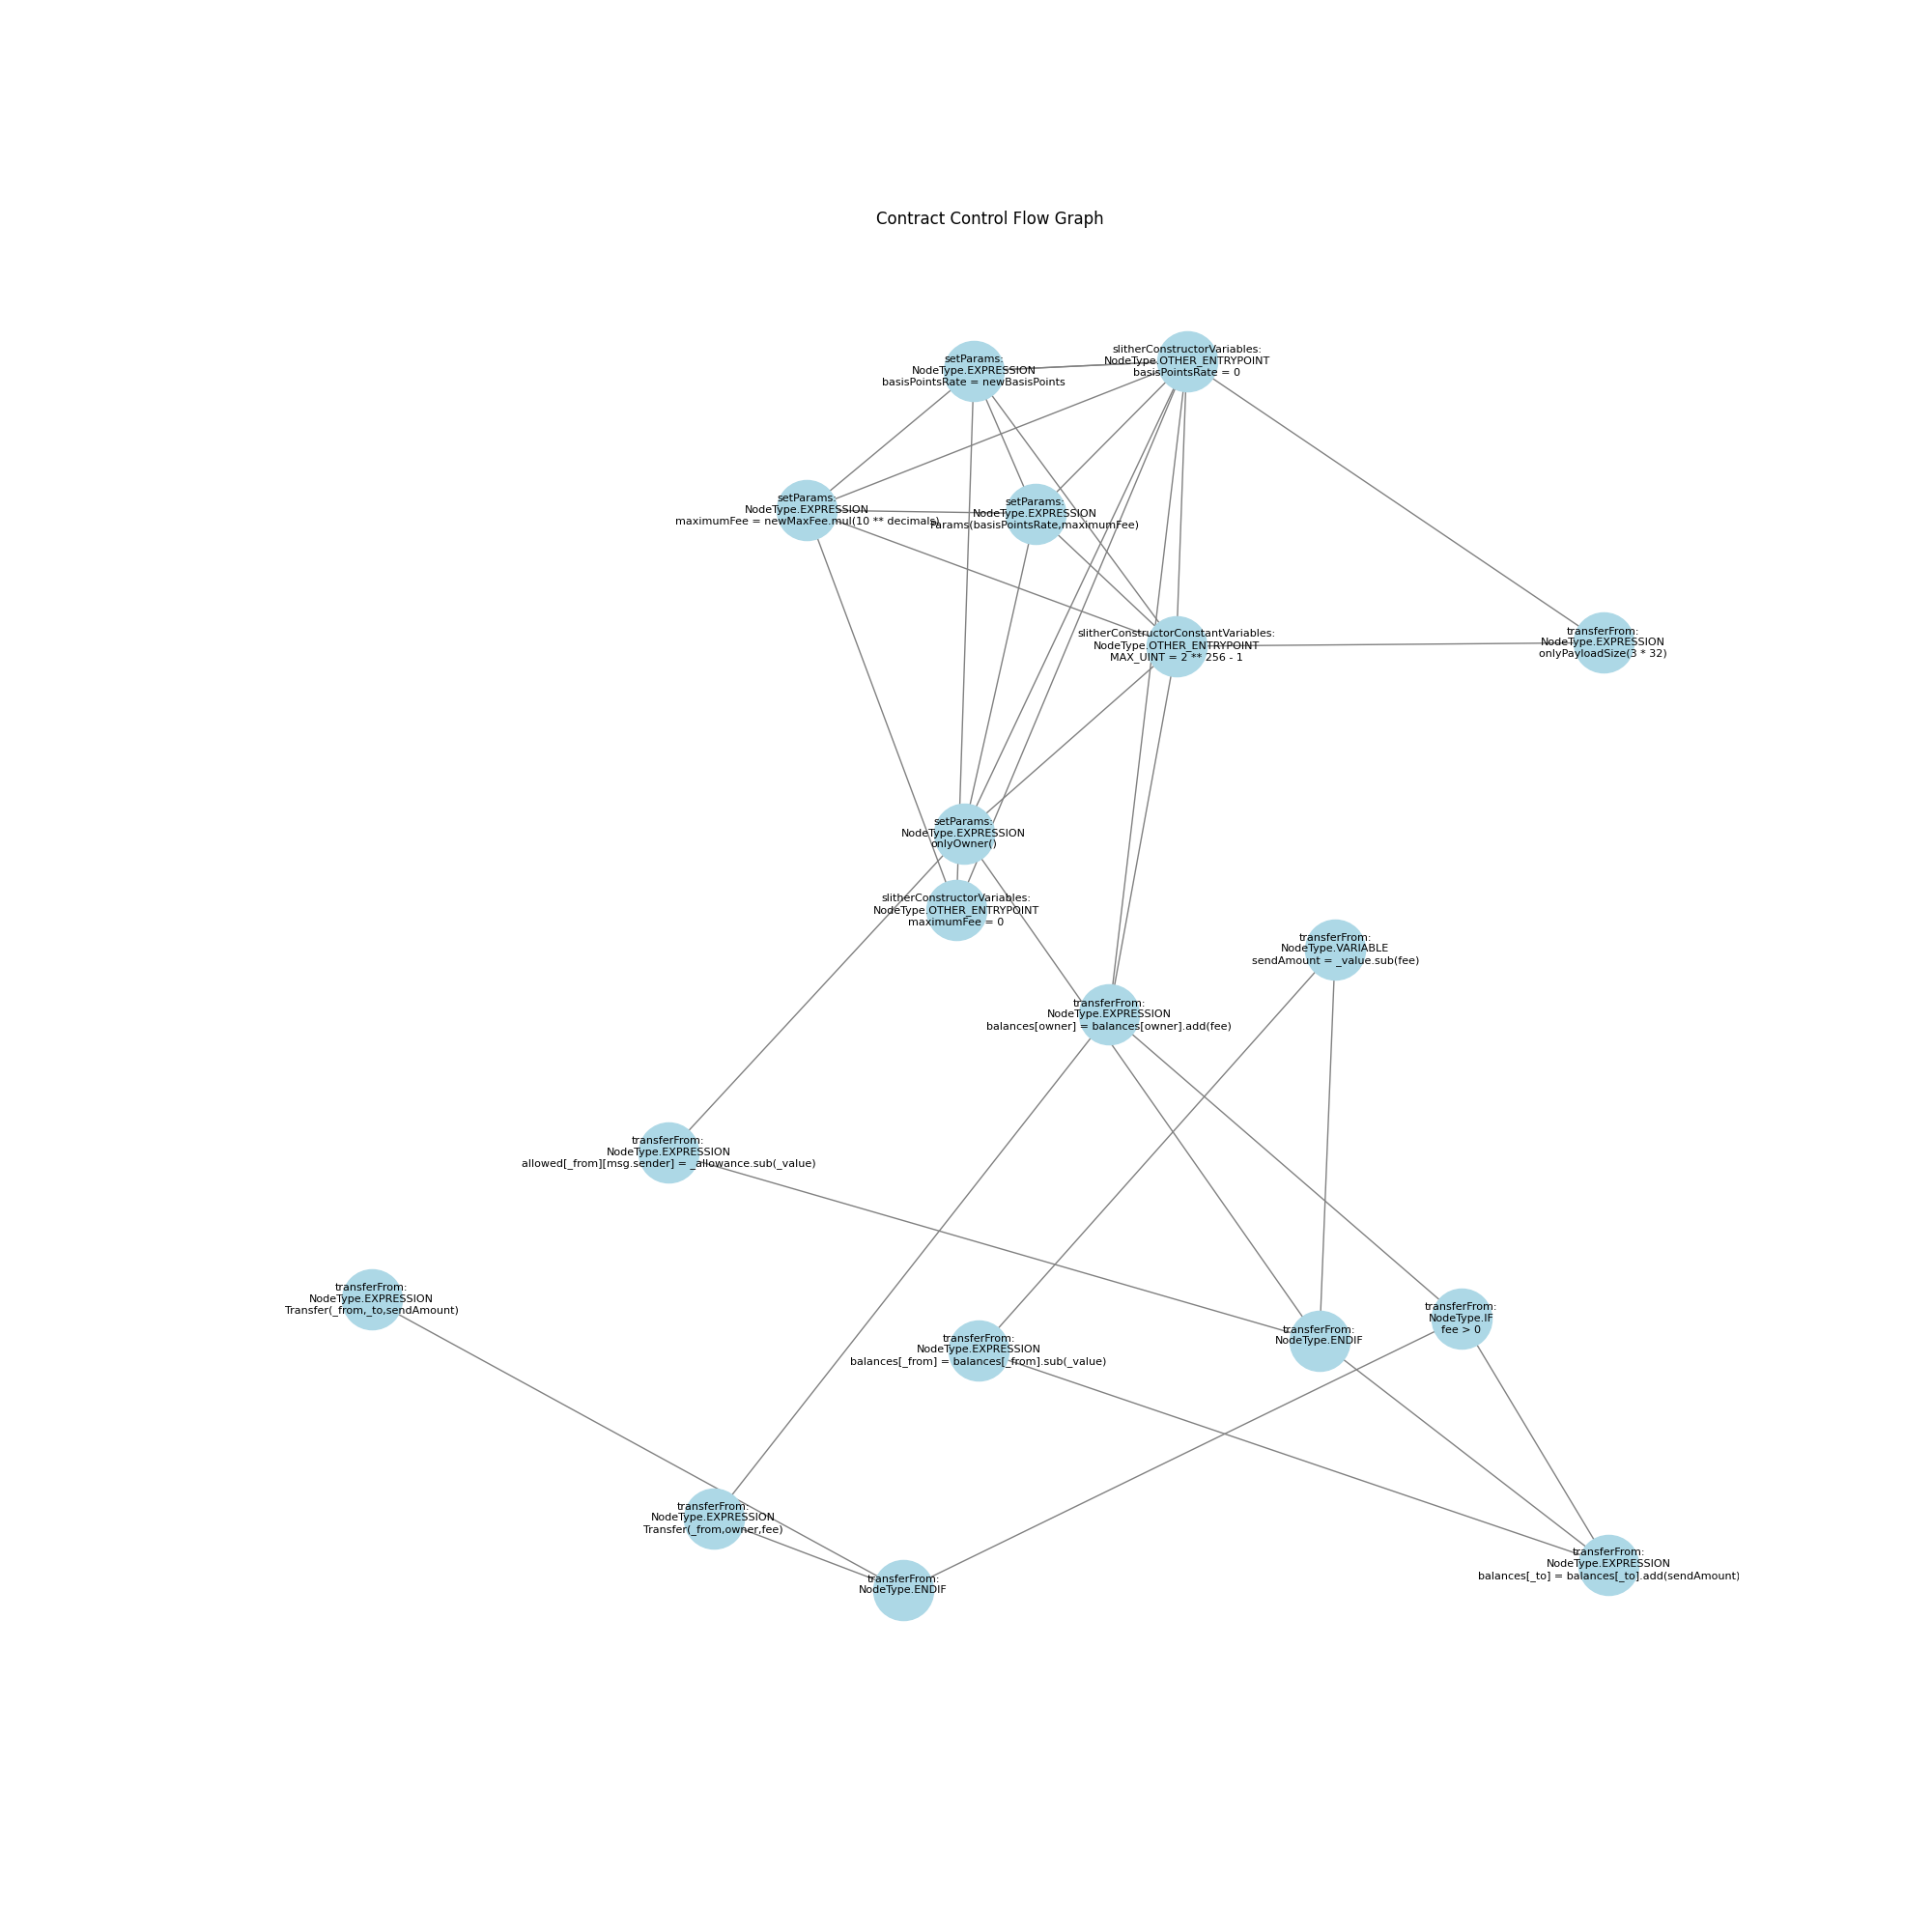 Contract Control Flow Graph
slitherConstructorVariables:
NodeType.OTHER_ENTRYPOINT
basisPointsRate = 0
setParams:
NodeType.EXPRESSION
basisPointsRate = newBasisPoints
setParams:
NodeType.EXPRESSION
maximumFee = newMaxFee.mul(10 ** decimals)
setParams:
NodeType.EXPRESSION
Params(basisPointsRate,maximumFee)
slitherConstructorConstantVariables:
NodeType.OTHER_ENTRYPOINT
MAX_UINT = 2 ** 256 - 1
transferFrom:
NodeType.EXPRESSION
onlyPayloadSize(3 * 32)
setParams:
NodeType.EXPRESSION
onlyOwner()
slitherConstructorVariables:
NodeType.OTHER_ENTRYPOINT
maximumFee = 0
transferFrom:
NodeType.VARIABLE
sendAmount = _value.sub(fee)
transferFrom:
NodeType.EXPRESSION
balances[owner] = balances[owner].add(fee)
transferFrom:
NodeType.EXPRESSION
allowed[_from][msg.sender] = _allowance.sub(_value)
transferFrom:
NodeType.EXPRESSION
Transfer(_from,_to,sendAmount)
transferFrom:
NodeType.IF
fee > 0
transferFrom:
NodeType.ENDIF
transferFrom:
NodeType.EXPRESSION
balances[_from] = balances[_from].sub(_value)
transferFrom:
NodeType.EXPRESSION
Transfer(_from,owner,fee)
transferFrom:
NodeType.EXPRESSION
balances[_to] = balances[_to].add(sendAmount)
transferFrom:
NodeType.ENDIF